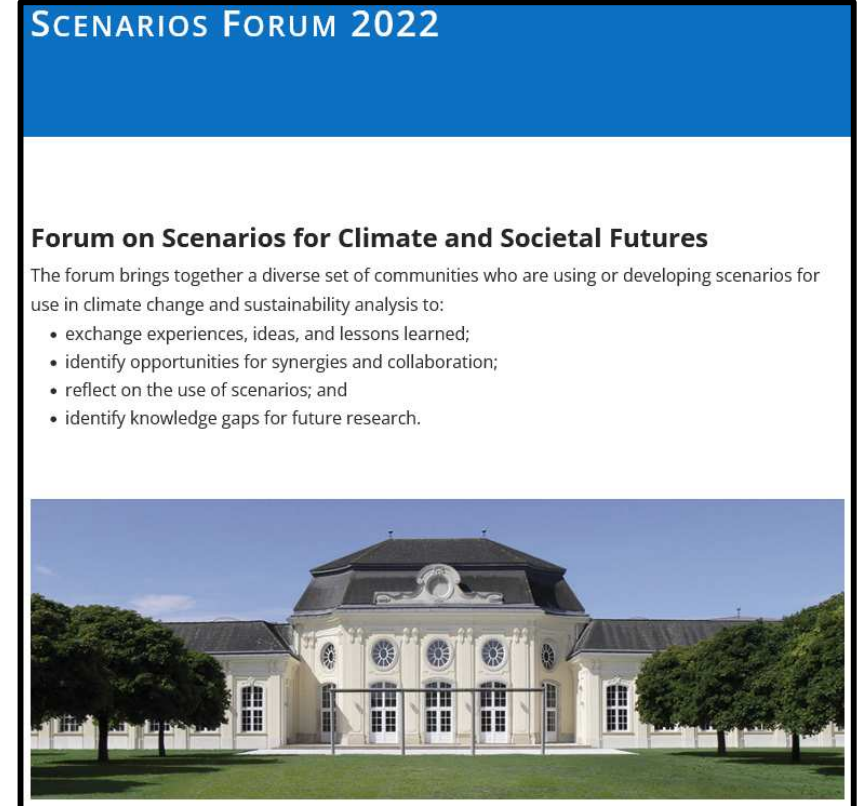 SCENARIOS FORUM 2022
Forum on Scenarios for Climate and Societal Futures
The forum brings together a diverse set of communities who are using or developing scenarios for
use in climate change and sustainability analysis to:
• exchange experiences, ideas, and lessons learned;
• identify opportunities for synergies and collaboration;
• reflect on the use of scenarios; and
• identify knowledge gaps for future research.